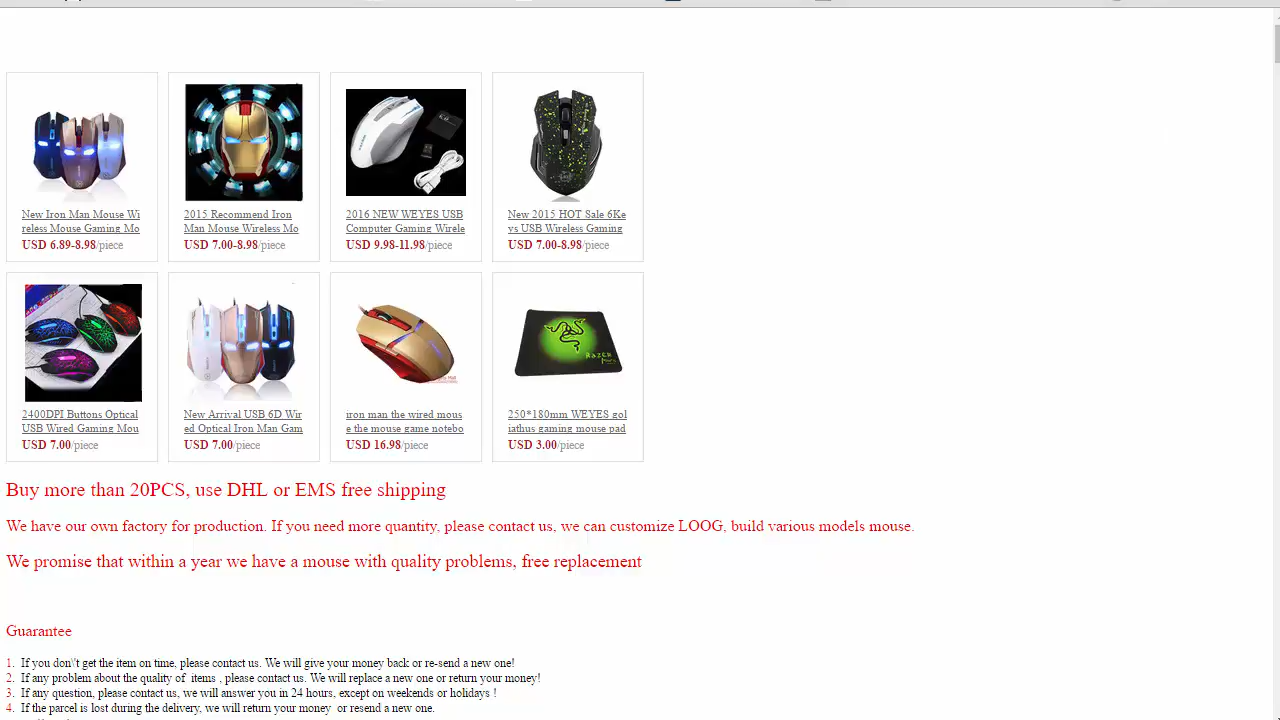 New Iron Man Mouse Wi
reless Mouse Gaming Mo
USD 6.89-8.98/piece
2015 Recommend Iron
Man Mouse Wireless Mo
USD 7.00-8.98/piece
2016 NEW WEYES USB
Computer Gaming Wirele
USD 9.98-11.98/piece
New 2015 HOT Sale 6Ke
ys USB Wireless Gaming
USD 7.00-8.98/piece
2400DPI Buttons Optical
USB Wired Gaming Mou
USD 7.00/piece
New Arrival USB 6D Wir
ed Optical Iron Man Gam
USD 7.00/piece
iron man the wired mous
e the mouse game notebo
USD 16.98/piece
RAZER
250*180mm WEYES gol
iathus gaming mouse pad
USD 3.00/piece
Buy more than 20PCS, use DHL or EMS free shipping
We have our own factory for production. If you need more quantity, please contact us, we can customize LOOG, build various models mouse.
We promise that within a year we have a mouse with quality problems, free replacement
Guarantee
1. If you don\'t get the item on time, please contact us. We will give your money back or re-send a new one!
2. If any problem about the quality of items , please contact us. We will replace a new one or return your money!
3. If any question, please contact us, we will answer you in 24 hours, except on weekends or holidays !
4. If the parcel is lost during the delivery, we will return your money or resend a new one.